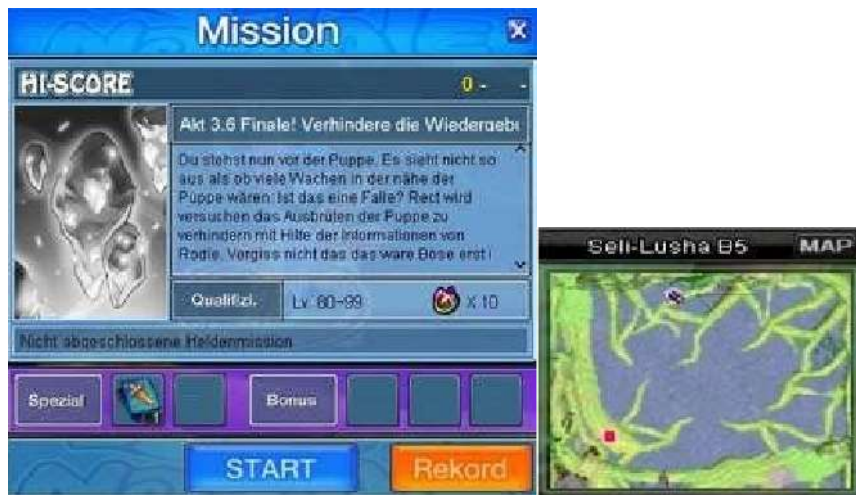 Mission
HI-SCORE
0 - -
Akt 3.6 Finale! Verhindere die Wiedergebu
Du stehst nun vor der Puppe. Es sieht nicht so
aus als ob viele Wachen in der nähe der
Puppe wären. Ist das eine Falle? Rect wird
versuchen das Ausbrüten der Puppe zu
verhindern mit Hilfe der Informationen von
Rodie. Vergiss nicht das das ware Böse erst i
Qualifizi.
Lv. 80-99
X 10
Nicht abgeschlossene Heldenmission
Spezial
Bonus
START
Rekord
Seli-Lusha B5
MAP